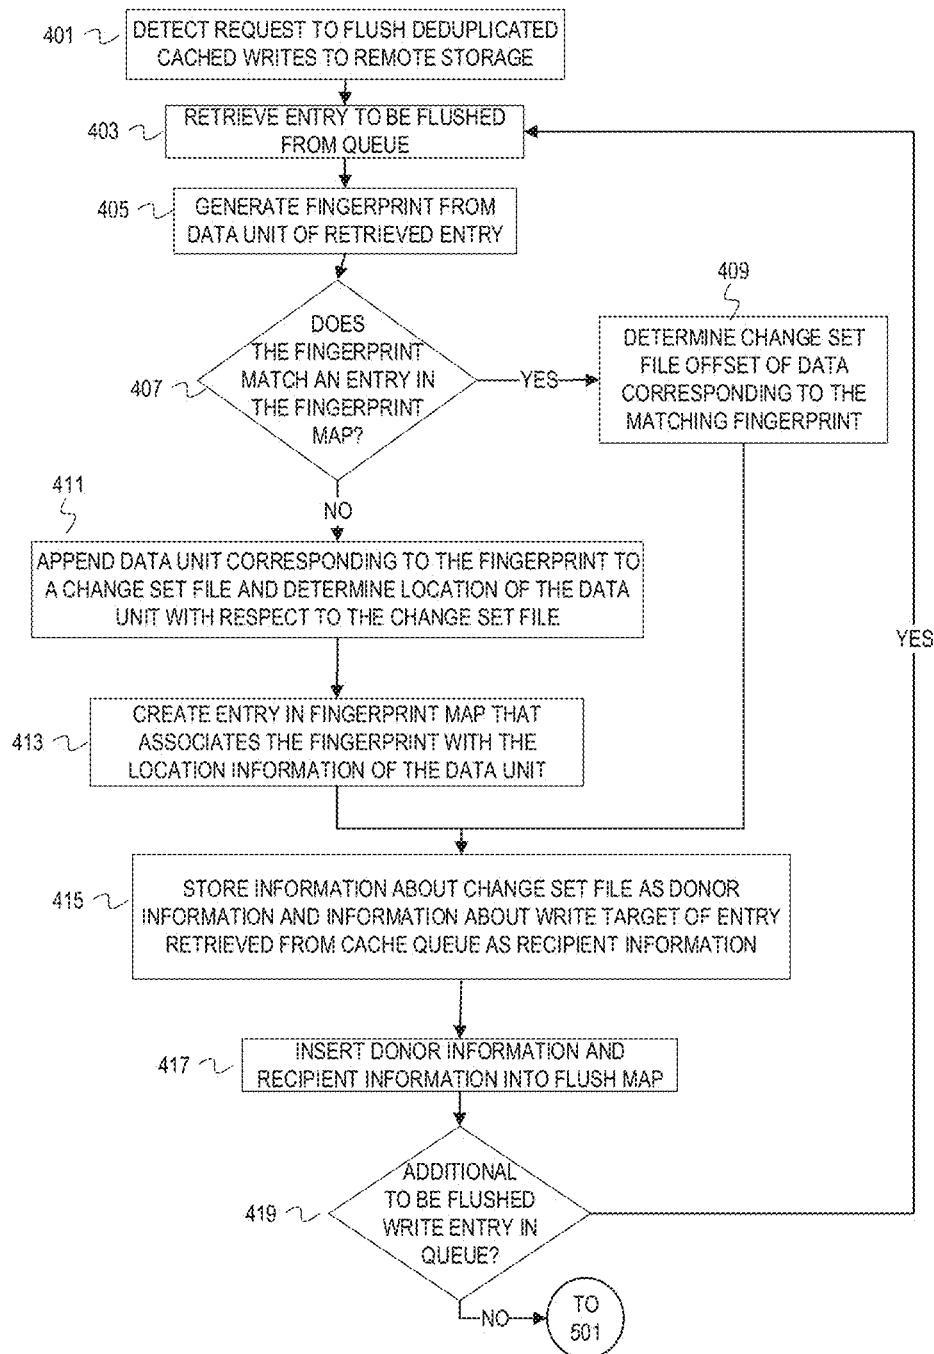 401
DETECT REQUEST TO FLUSH DEDUPLICATED
CACHED WRITES TO REMOTE STORAGE
403
RETRIEVE ENTRY TO BE FLUSHED
FROM QUEUE
405
GENERATE FINGERPRINT FROM
DATA UNIT OF RETRIEVED ENTRY
407
DOES
THE FINGERPRINT
MATCH AN ENTRY IN
THE FINGERPRINT
MAP?
YES
409
DETERMINE CHANGE SET
FILE OFFSET OF DATA
CORRESPONDING TO THE
MATCHING FINGERPRINT
NO
411
APPEND DATA UNIT CORRESPONDING TO THE FINGERPRINT TO
A CHANGE SET FILE AND DETERMINE LOCATION OF THE DATA
UNIT WITH RESPECT TO THE CHANGE SET FILE
YES
413
CREATE ENTRY IN FINGERPRINT MAP THAT
ASSOCIATES THE FINGERPRINT WITH THE
LOCATION INFORMATION OF THE DATA UNIT
415
STORE INFORMATION ABOUT CHANGE SET FILE AS DONOR
INFORMATION AND INFORMATION ABOUT WRITE TARGET OF ENTRY
RETRIEVED FROM CACHE QUEUE AS RECIPIENT INFORMATION
417
INSERT DONOR INFORMATION AND
RECIPIENT INFORMATION INTO FLUSH MAP
419
ADDITIONAL
TO BE FLUSHED
WRITE ENTRY IN
QUEUE?
NO
TO
501